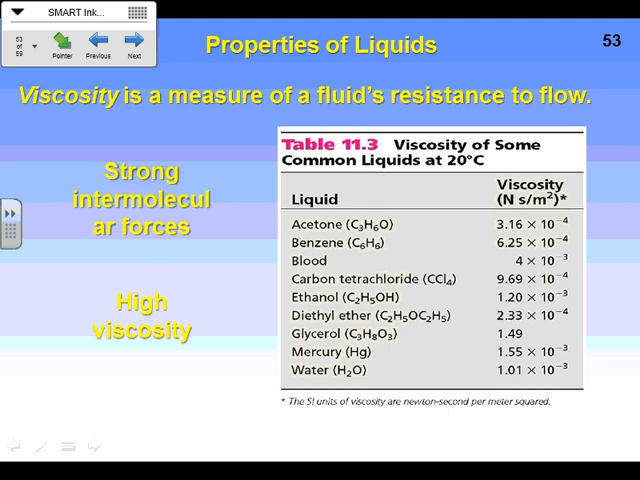 SMART Ink...
53
of
59
Pointer
Previous
Next
Properties of Liquids
53
Viscosity is a measure of a fluid's resistance to flow.
Strong
intermolecul
ar forces
High
viscosity
Table 11.3 Viscosity of Some
Common Liquids at 20°C
Liquid
Viscosity
(N s/m²)*
Acetone (C₃H₆O) 3.16 × 10⁻⁴
Benzene (C₆H₆) 6.25 × 10⁻⁴
Blood 4 × 10⁻³
Carbon tetrachloride (CCl₄) 9.69 × 10⁻⁴
Ethanol (C₂H₅OH) 1.20 × 10⁻³
Diethyl ether (C₂H₅OC₂H₅) 2.33 × 10⁻⁴
Glycerol (C₃H₈O₃) 1.49
Mercury (Hg) 1.55 × 10⁻³
Water (H₂O) 1.01 × 10⁻³
* The SI units of viscosity are newton-second per meter squared.